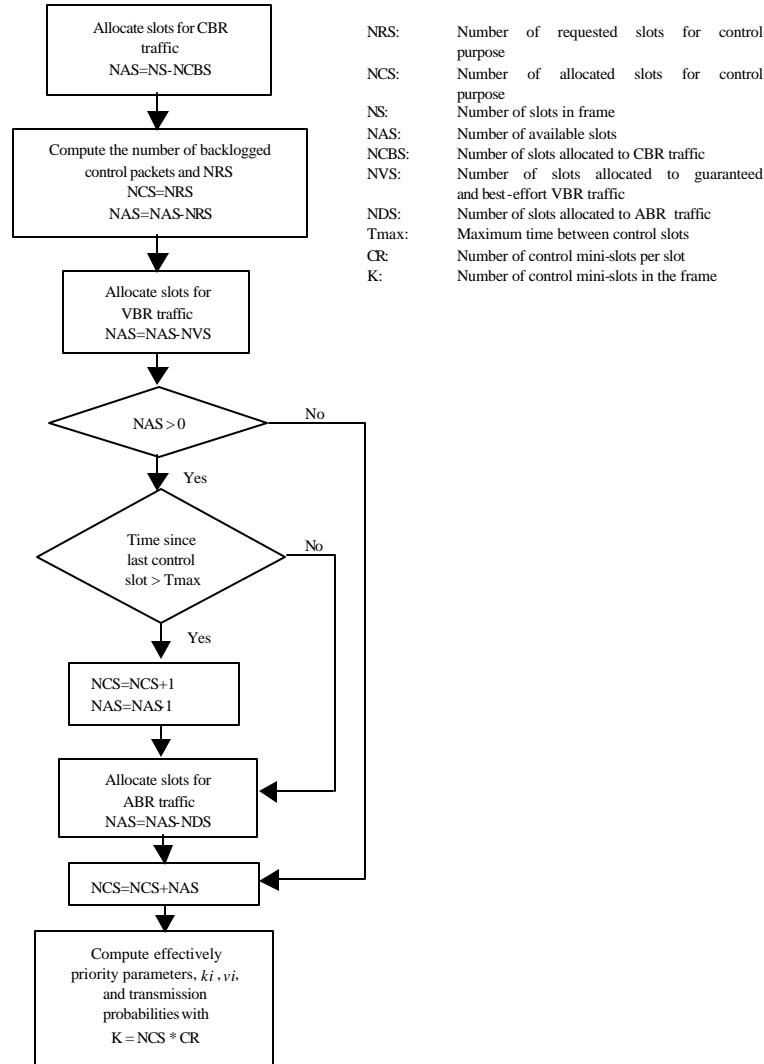 Allocate slots for CBR
traffic
NAS=NS-NCBS
Compute the number of backlogged
control packets and NRS
NCS=NRS
NAS=NAS-NRS
Allocate slots for
VBR traffic
NAS=NAS-NVS
NAS > 0
No
Yes
Time since
last control
slot > Tmax
No
Yes
NCS=NCS+1
NAS=NAS-1
Allocate slots for
ABR traffic
NAS=NAS-NDS
NCS=NCS+NAS
Compute effectively
priority parameters, ki , vi,
and transmission
probabilities with
K = NCS * CR
NRS: Number of requested slots for control
purpose
NCS: Number of allocated slots for control
purpose
NS: Number of slots in frame
NAS: Number of available slots
NCBS: Number of slots allocated to CBR traffic
NVS: Number of slots allocated to guaranteed
and best-effort VBR traffic
NDS: Number of slots allocated to ABR traffic
Tmax: Maximum time between control slots
CR: Number of control mini-slots per slot
K: Number of control mini-slots in the frame